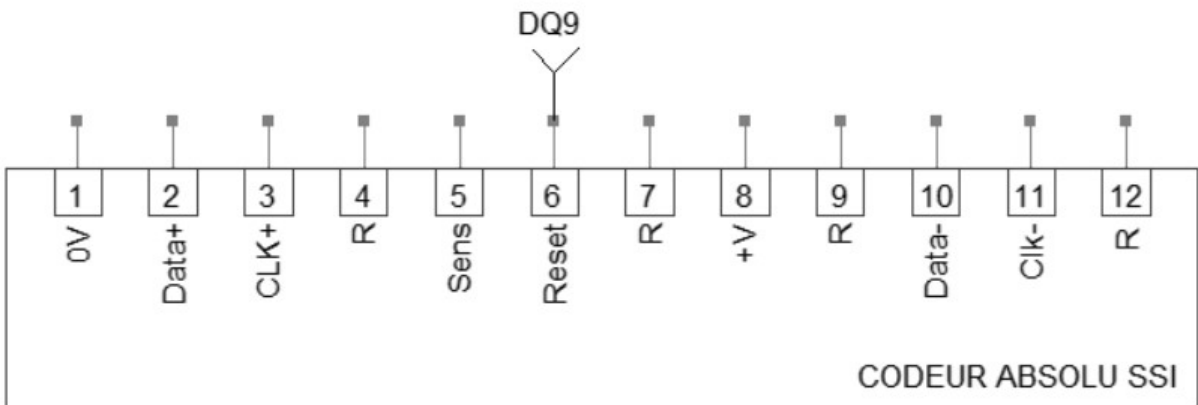 DQ9
1 2 3 4 5 6 7 8 9 10 11 12
0V Data+ CLK+ R Sens Reset R +V R Data- Clk- R
CODEUR ABSOLU SSI